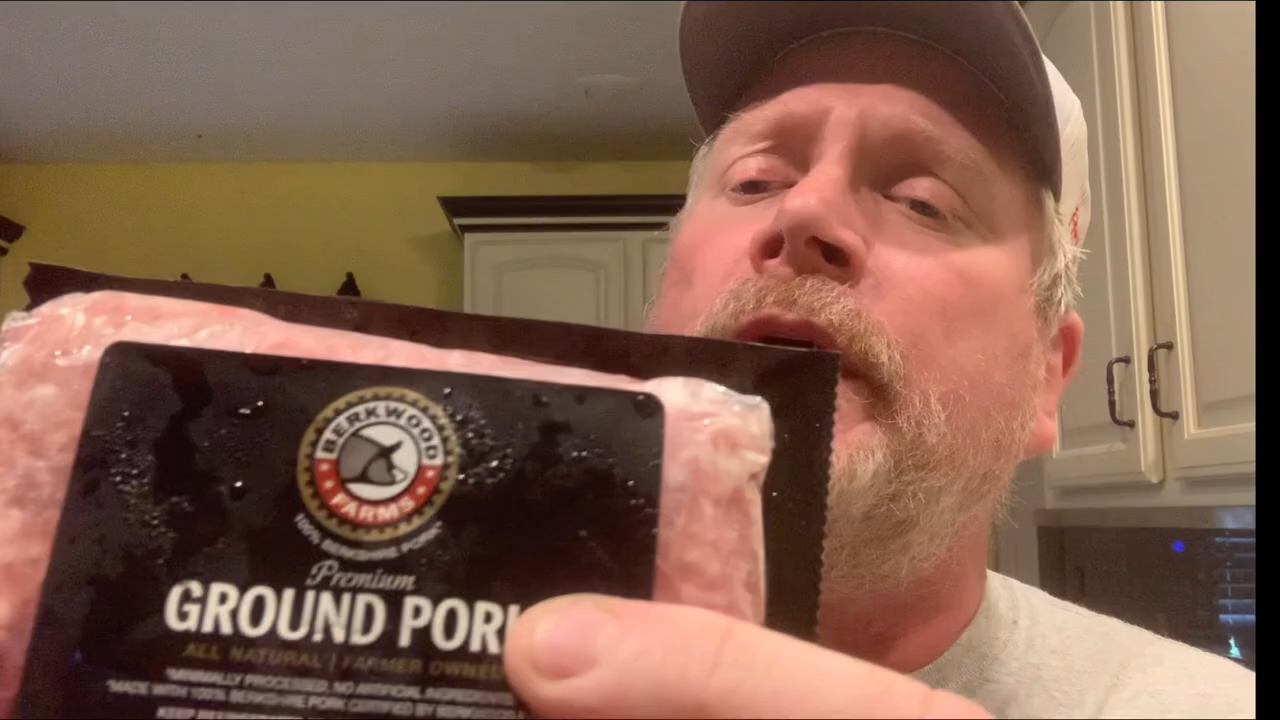 BERKWOOD
FARMS
100% BERKSHIRE PORK
Premium
GROUND PORK
ALL NATURAL | FARMER OWNED
*MINIMALLY PROCESSED, NO ARTIFICIAL INGREDIENTS
*MADE WITH 100% BERKSHIRE PORK CERTIFIED BY
KEEP